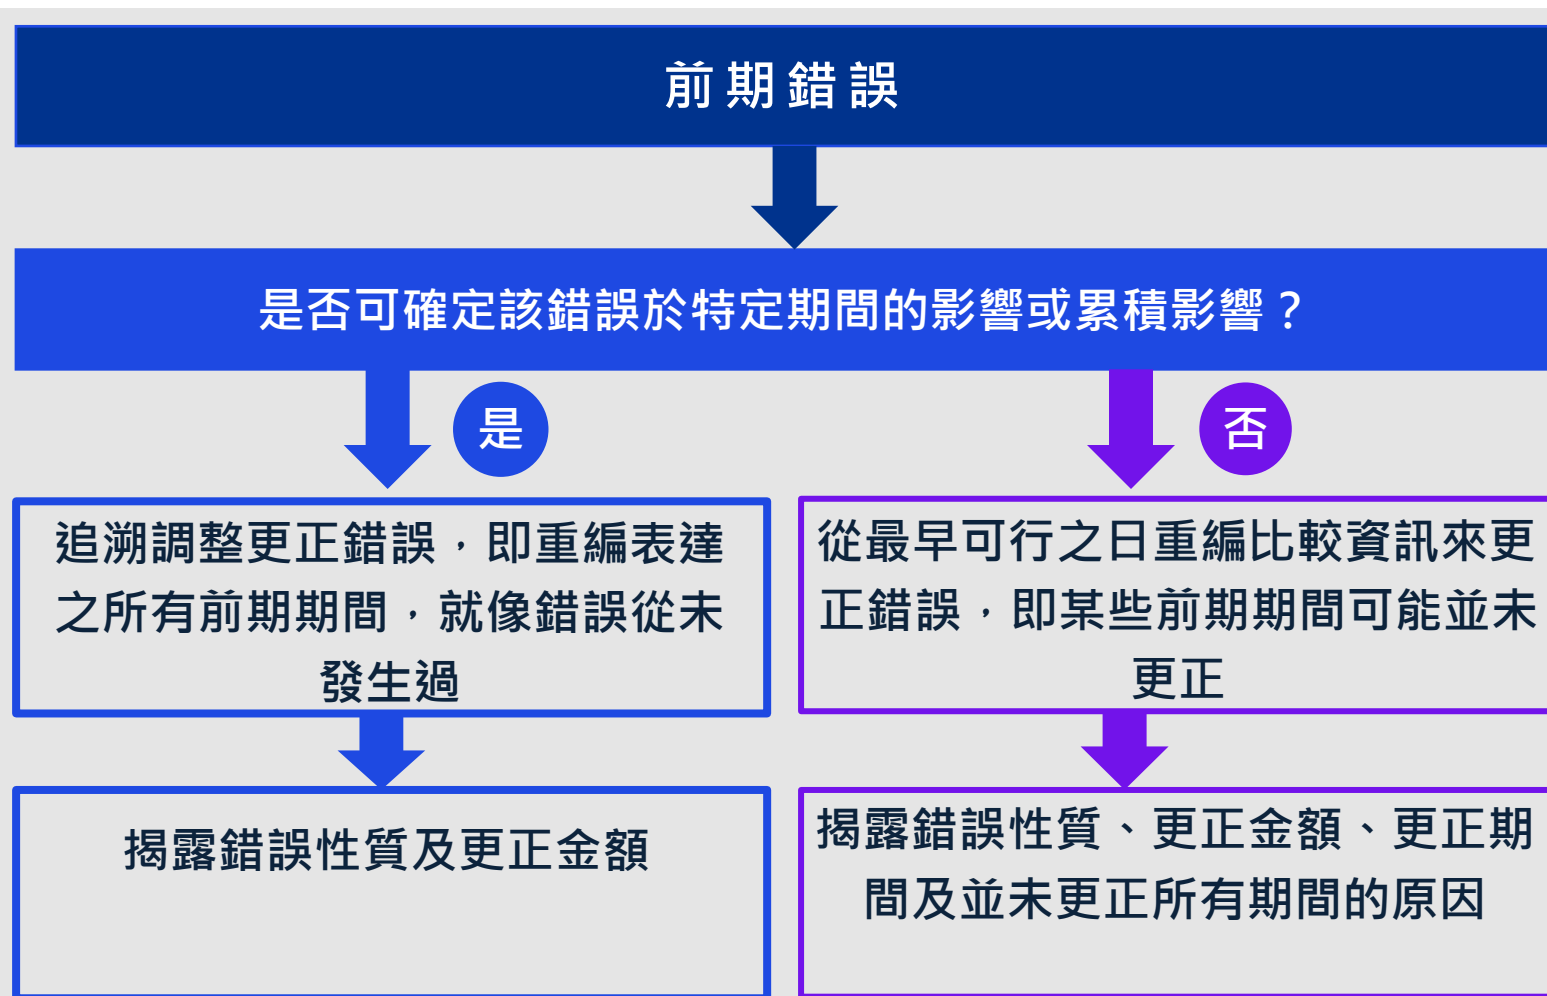 前期錯誤
是否可確定該錯誤於特定期間的影響或累積影響？
是
否
追溯調整更正錯誤，即重編表達
之所有前期期間，就像錯誤從未
發生過
從最早可行之日重編比較資訊來更
正錯誤，即某些前期期間可能並未
更正
揭露錯誤性質及更正金額
揭露錯誤性質、更正金額、更正期
間及並未更正所有期間的原因